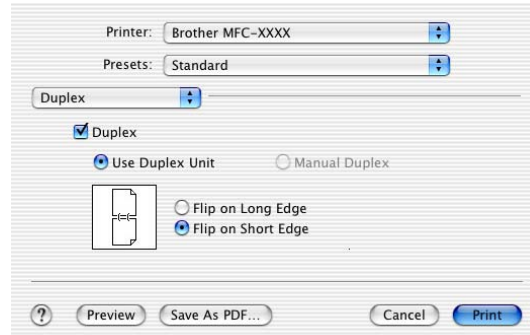 Printer: Brother MFC-XXXX
Presets: Standard
Duplex
Duplex
Use Duplex Unit Manual Duplex
Flip on Long Edge
Flip on Short Edge
? Preview Save As PDF... Cancel Print